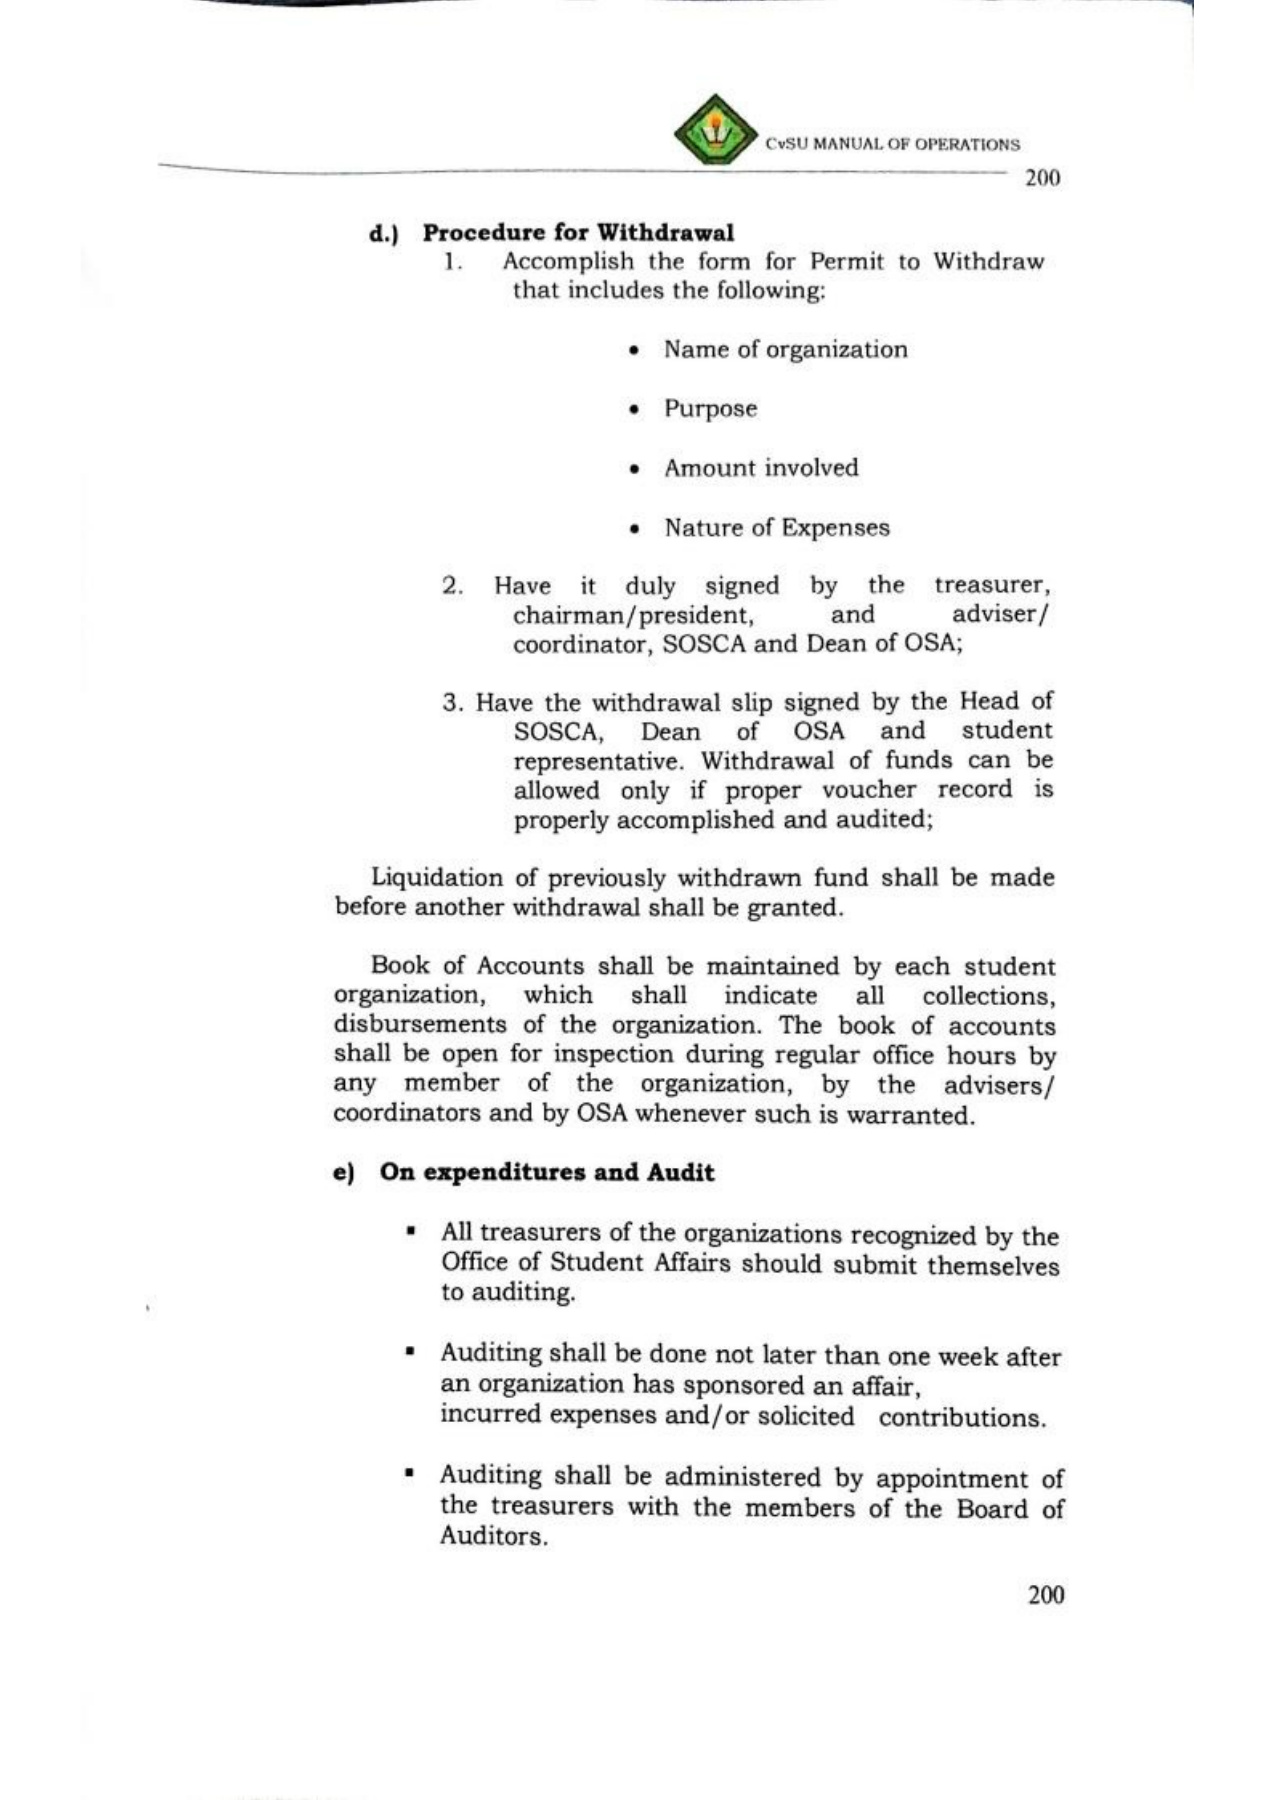 CvSU MANUAL OF OPERATIONS
200
d.) Procedure for Withdrawal
1. Accomplish the form for Permit to Withdraw
that includes the following:
• Name of organization
• Purpose
• Amount involved
• Nature of Expenses
2. Have it duly signed by the treasurer,
chairman/president, and adviser/
coordinator, SOSCA and Dean of OSA;
3. Have the withdrawal slip signed by the Head of
SOSCA, Dean of OSA and student
representative. Withdrawal of funds can be
allowed only if proper voucher record is
properly accomplished and audited;
Liquidation of previously withdrawn fund shall be made
before another withdrawal shall be granted.
Book of Accounts shall be maintained by each student
organization, which shall indicate all collections,
disbursements of the organization. The book of accounts
shall be open for inspection during regular office hours by
any member of the organization, by the advisers/
coordinators and by OSA whenever such is warranted.
e) On expenditures and Audit
▪ All treasurers of the organizations recognized by the
Office of Student Affairs should submit themselves
to auditing.
▪ Auditing shall be done not later than one week after
an organization has sponsored an affair,
incurred expenses and/or solicited contributions.
▪ Auditing shall be administered by appointment of
the treasurers with the members of the Board of
Auditors.
200